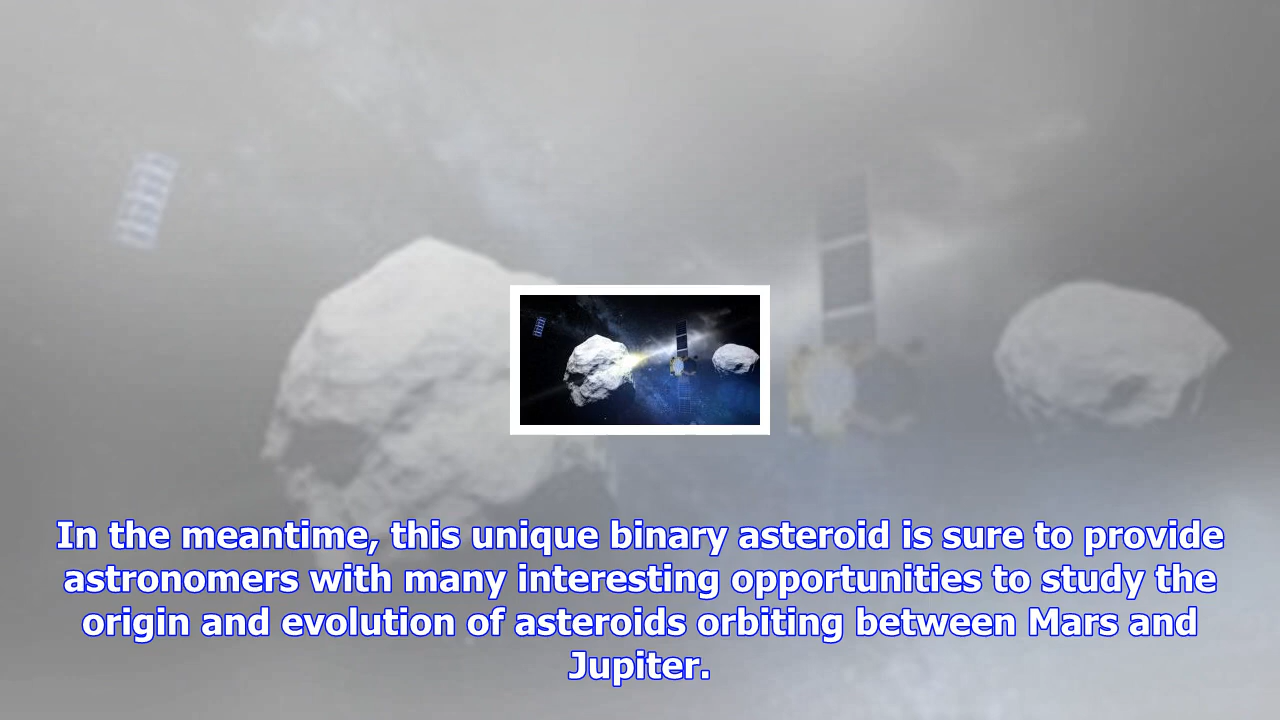 In the meantime, this unique binary asteroid is sure to provide
astronomers with many interesting opportunities to study the
origin and evolution of asteroids orbiting between Mars and
Jupiter.